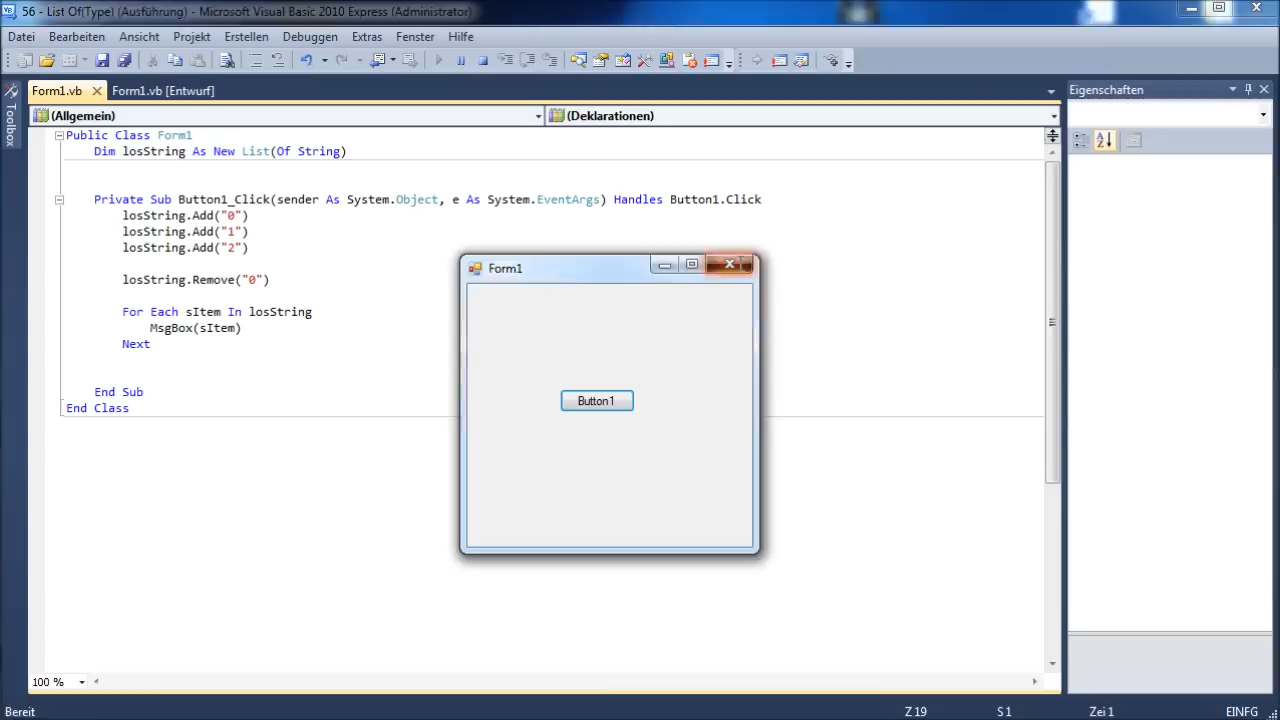 56 - List Of(Type) (Ausführung) - Microsoft Visual Basic 2010 Express (Administrator)
Datei Bearbeiten Ansicht Projekt Erstellen Debuggen Extras Fenster Hilfe
Form1.vb Form1.vb [Entwurf]
Eigenschaften
Toolbox
(Allgemein) (Deklarationen)
Public Class Form1
Dim losString As New List(Of String)
Private Sub Button1_Click(sender As System.Object, e As System.EventArgs) Handles Button1.Click
losString.Add("0")
losString.Add("1")
losString.Add("2")
losString.Remove("0")
For Each sItem In losString
MsgBox(sItem)
Next
End Sub
End Class
Form1
Button1
100 %
Bereit Z 19 S 1 Zei 1 EINFG